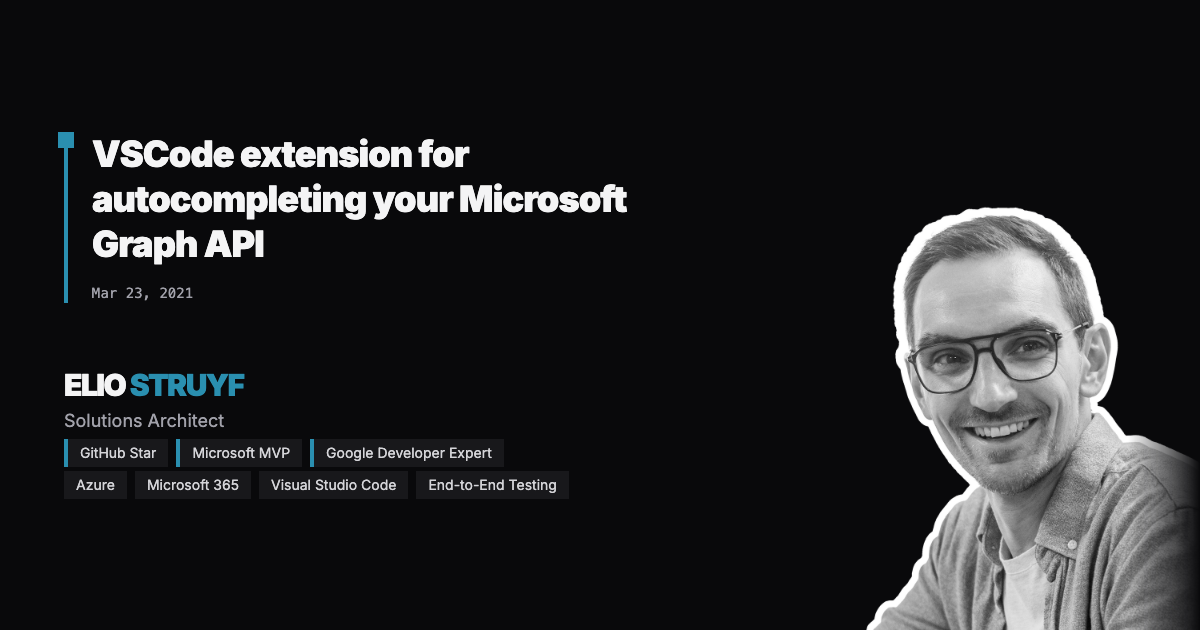 VSCode extension for
autocompleting your Microsoft
Graph API
Mar 23, 2021
ELIO STRUYF
Solutions Architect
GitHub Star Microsoft MVP Google Developer Expert
Azure Microsoft 365 Visual Studio Code End-to-End Testing